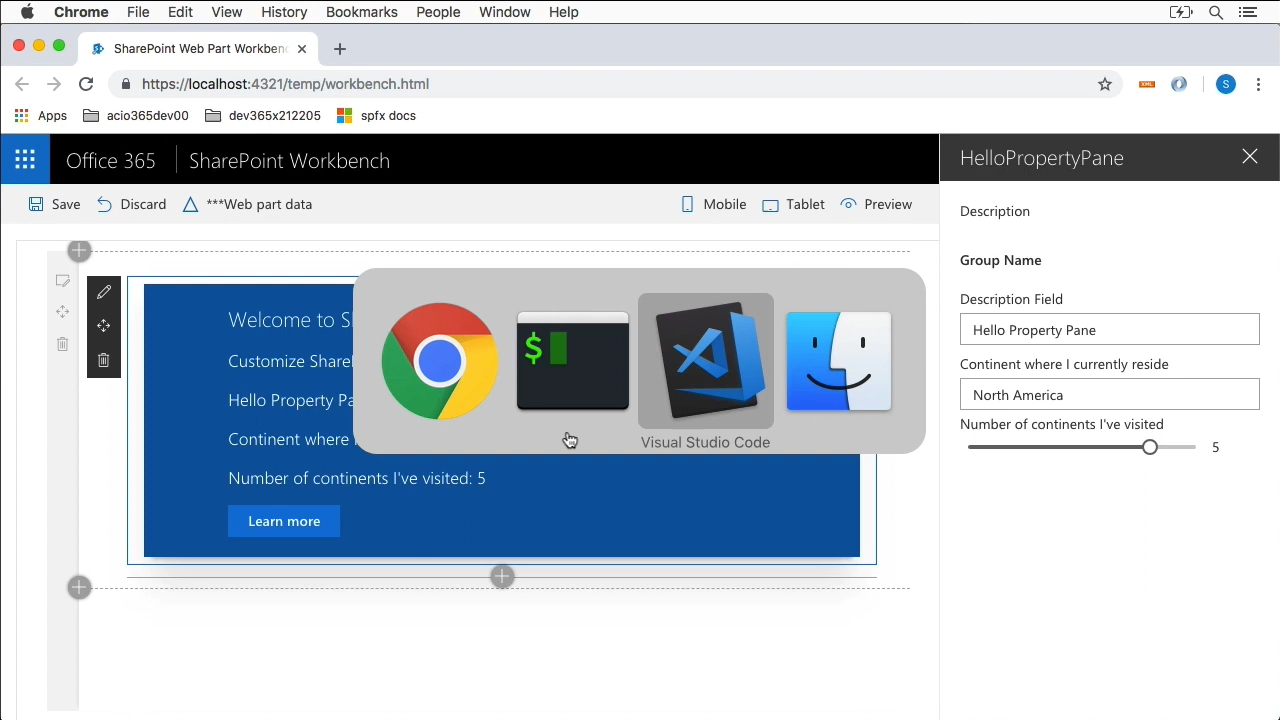 Chrome File Edit View History Bookmarks People Window Help
SharePoint Web Part Workben
https://localhost:4321/temp/workbench.html
S
Apps acio365dev00 dev365x212205 spfx docs
Office 365 SharePoint Workbench
HelloPropertyPane
Save Discard ***Web part data Mobile Tablet Preview
Description
Group Name
Description Field
Hello Property Pane
Continent where I currently reside
North America
Number of continents I've visited
5
Welcome to S
Customize Share
Hello Property Pa
Continent where
Number of continents I've visited: 5
Learn more
$
Visual Studio Code